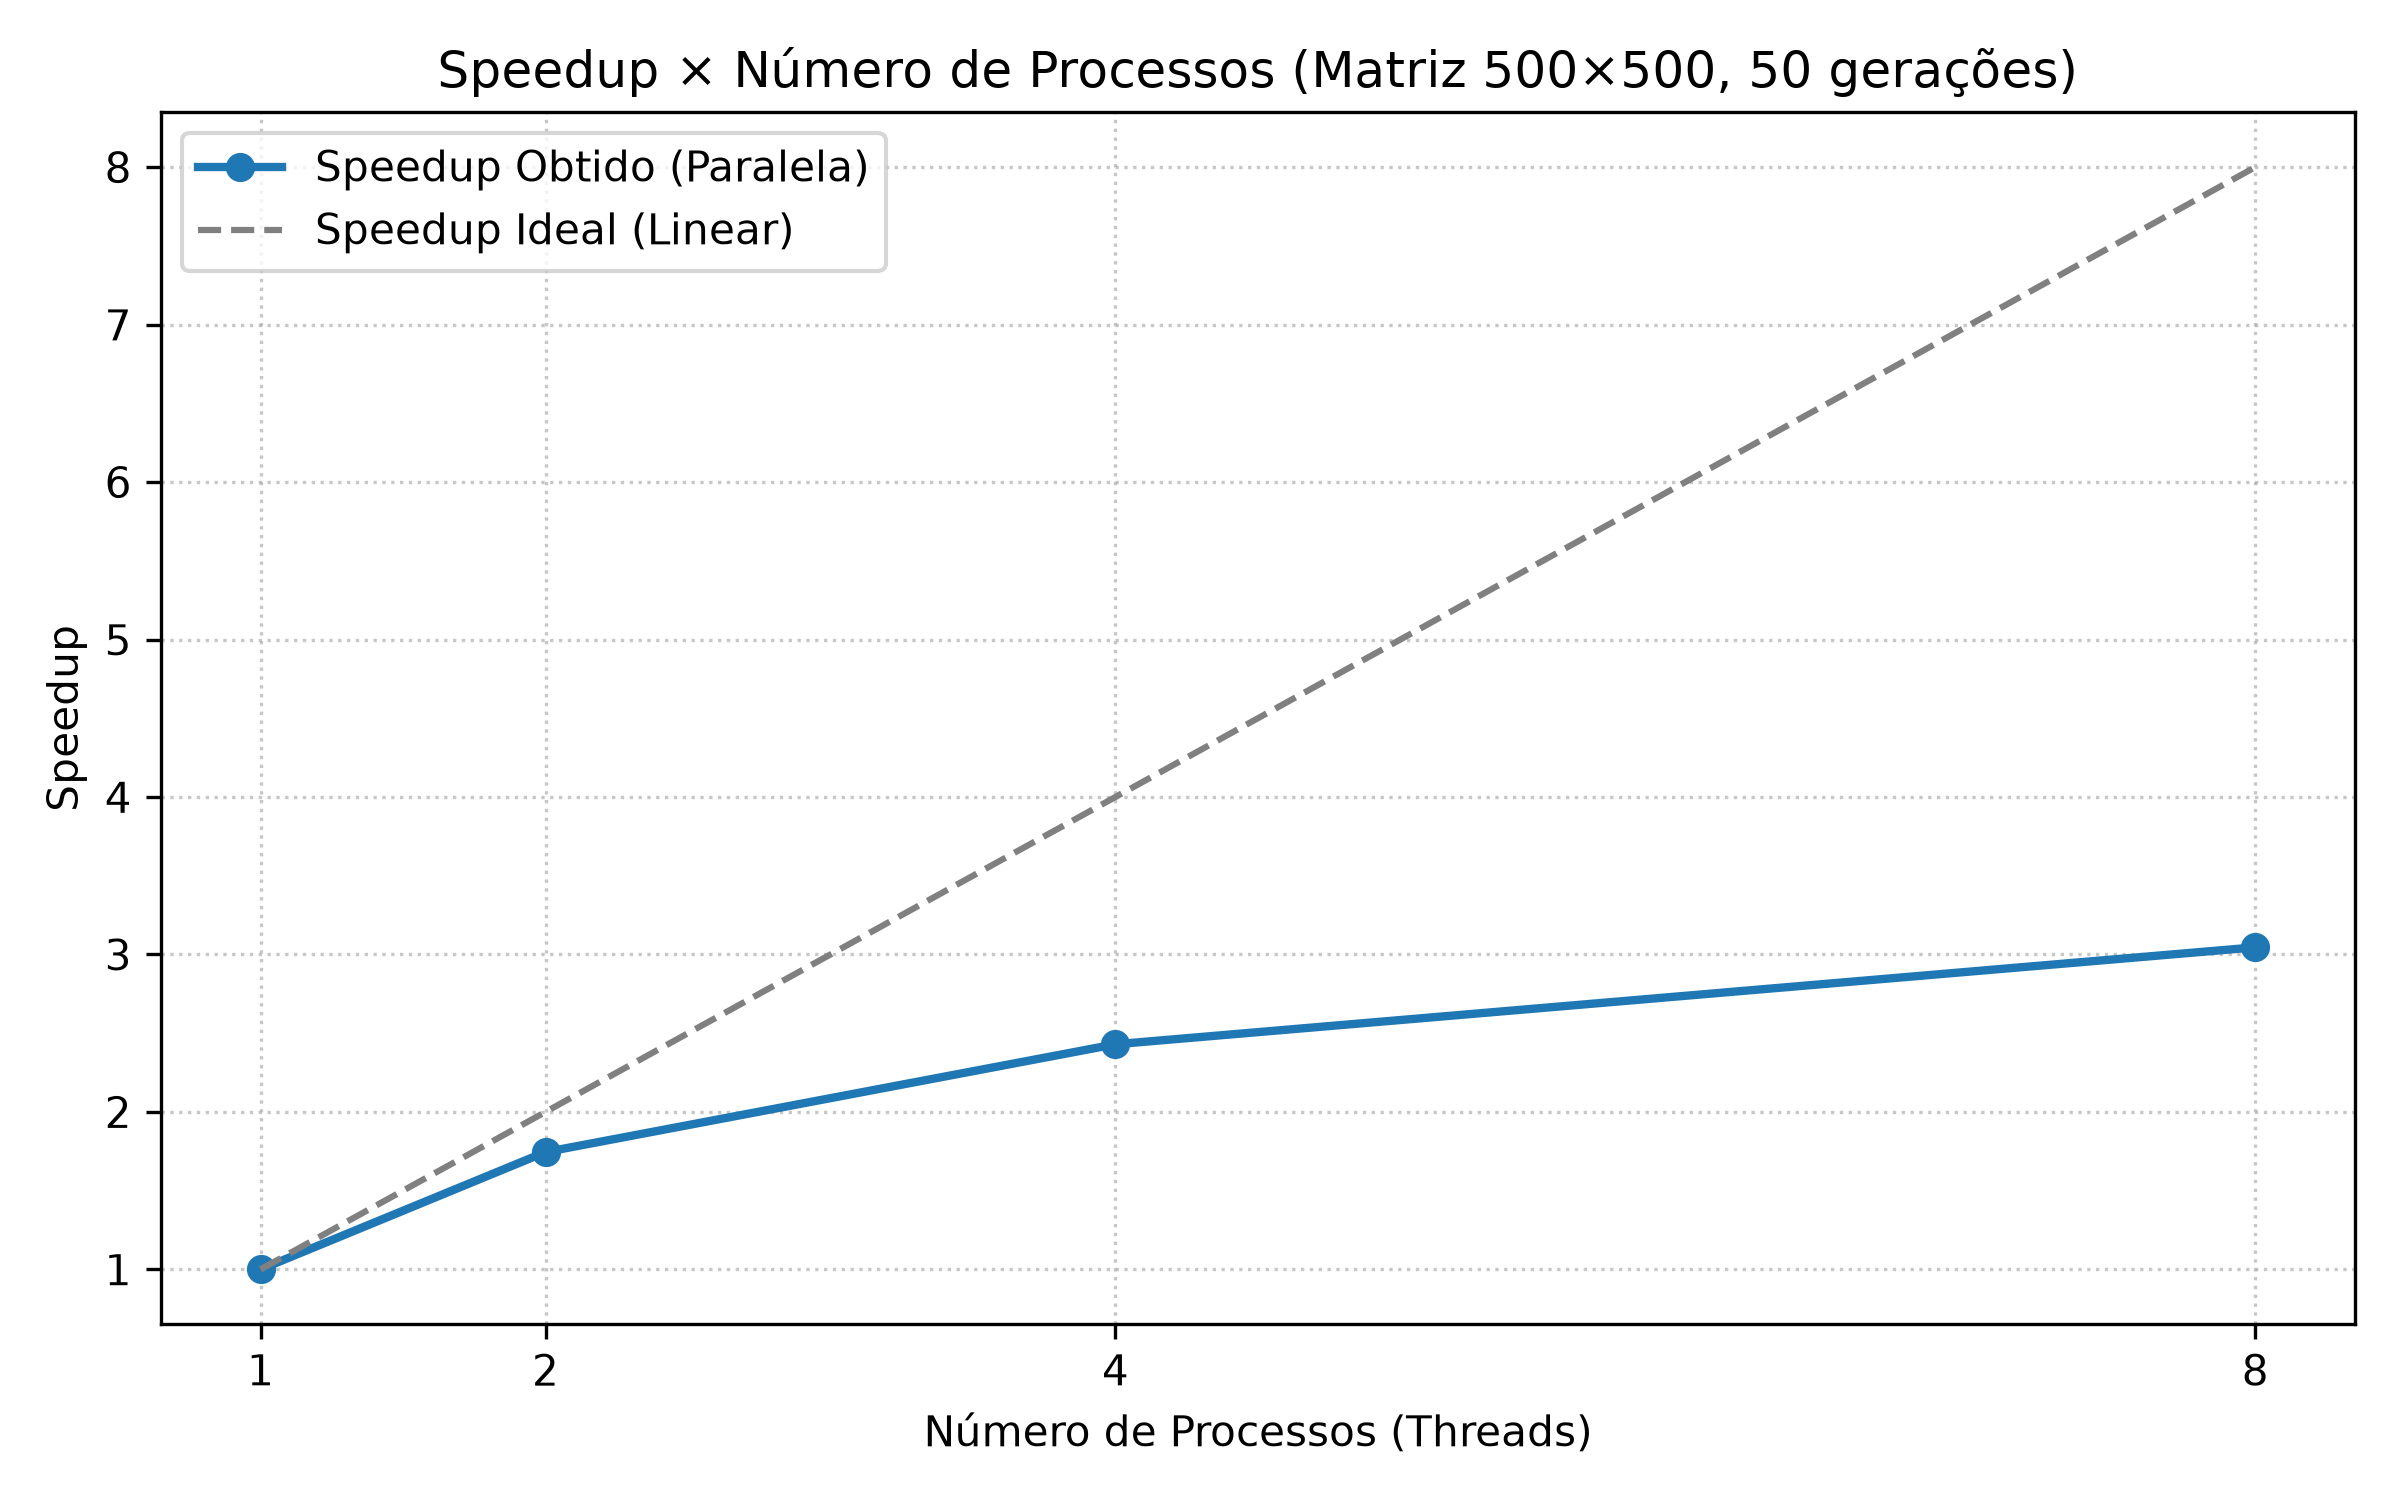 Speedup × Número de Processos (Matriz 500×500, 50 gerações)
Speedup Obtido (Paralela)
Speedup Ideal (Linear)
8
7
6
5
4
3
2
1
Speedup
1 2 4 8
Número de Processos (Threads)